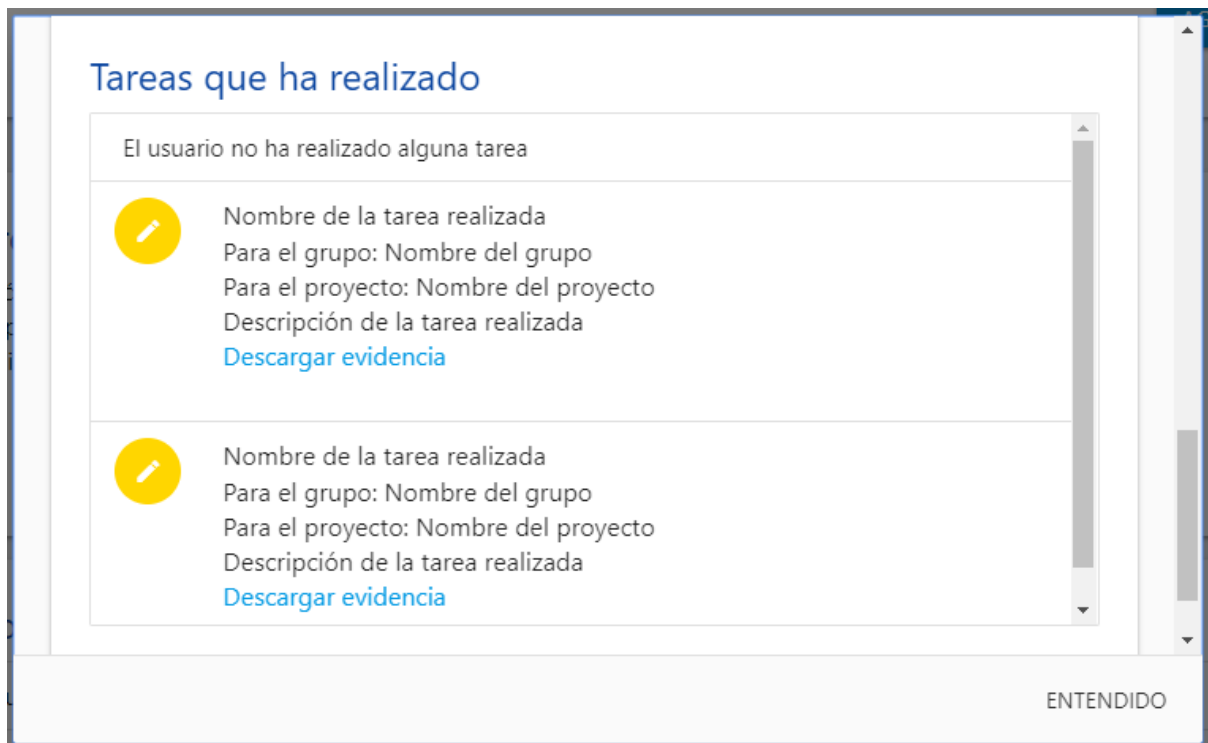 Tareas que ha realizado
El usuario no ha realizado alguna tarea
Nombre de la tarea realizada
Para el grupo: Nombre del grupo
Para el proyecto: Nombre del proyecto
Descripción de la tarea realizada
Descargar evidencia
Nombre de la tarea realizada
Para el grupo: Nombre del grupo
Para el proyecto: Nombre del proyecto
Descripción de la tarea realizada
Descargar evidencia
ENTENDIDO